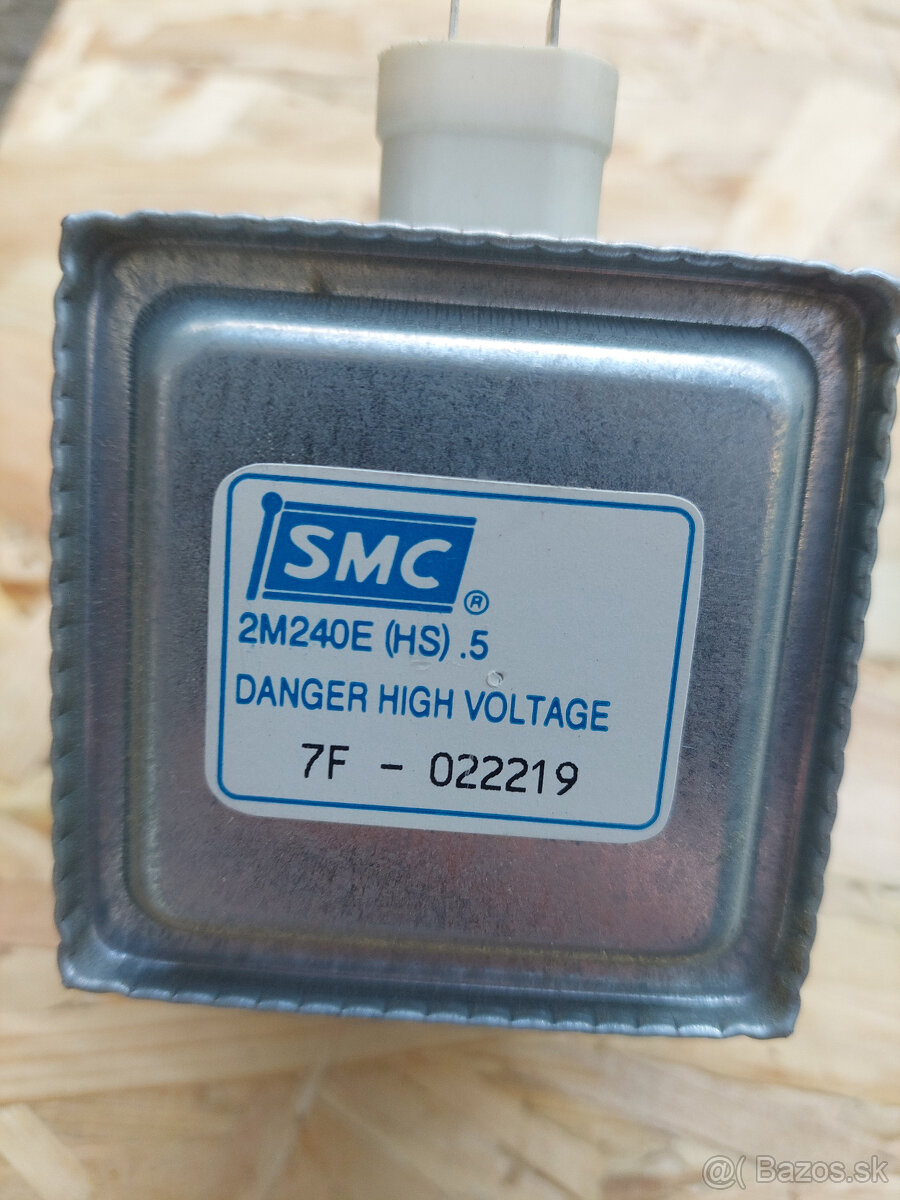 SMC ®
2M240E (HS) .5
DANGER HIGH VOLTAGE
7F - 022219
@( Bazos.sk